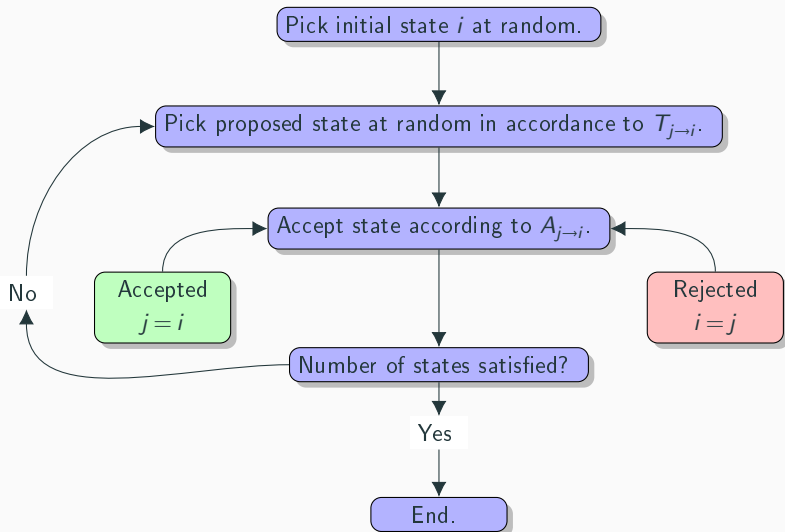 Pick initial state i at random.
Pick proposed state at random in accordance to T_{j→i}.
Accept state according to A_{j→i}.
No
Accepted
j = i
Rejected
i = j
Number of states satisfied?
Yes
End.